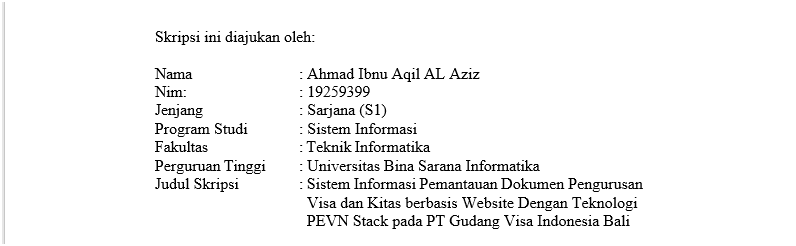 Skripsi ini diajukan oleh:
Nama : Ahmad Ibnu Aqil AL Aziz
Nim: : 19259399
Jenjang : Sarjana (S1)
Program Studi : Sistem Informasi
Fakultas : Teknik Informatika
Perguruan Tinggi : Universitas Bina Sarana Informatika
Judul Skripsi : Sistem Informasi Pemantauan Dokumen Pengurusan
Visa dan Kitas berbasis Website Dengan Teknologi
PEVN Stack pada PT Gudang Visa Indonesia Bali